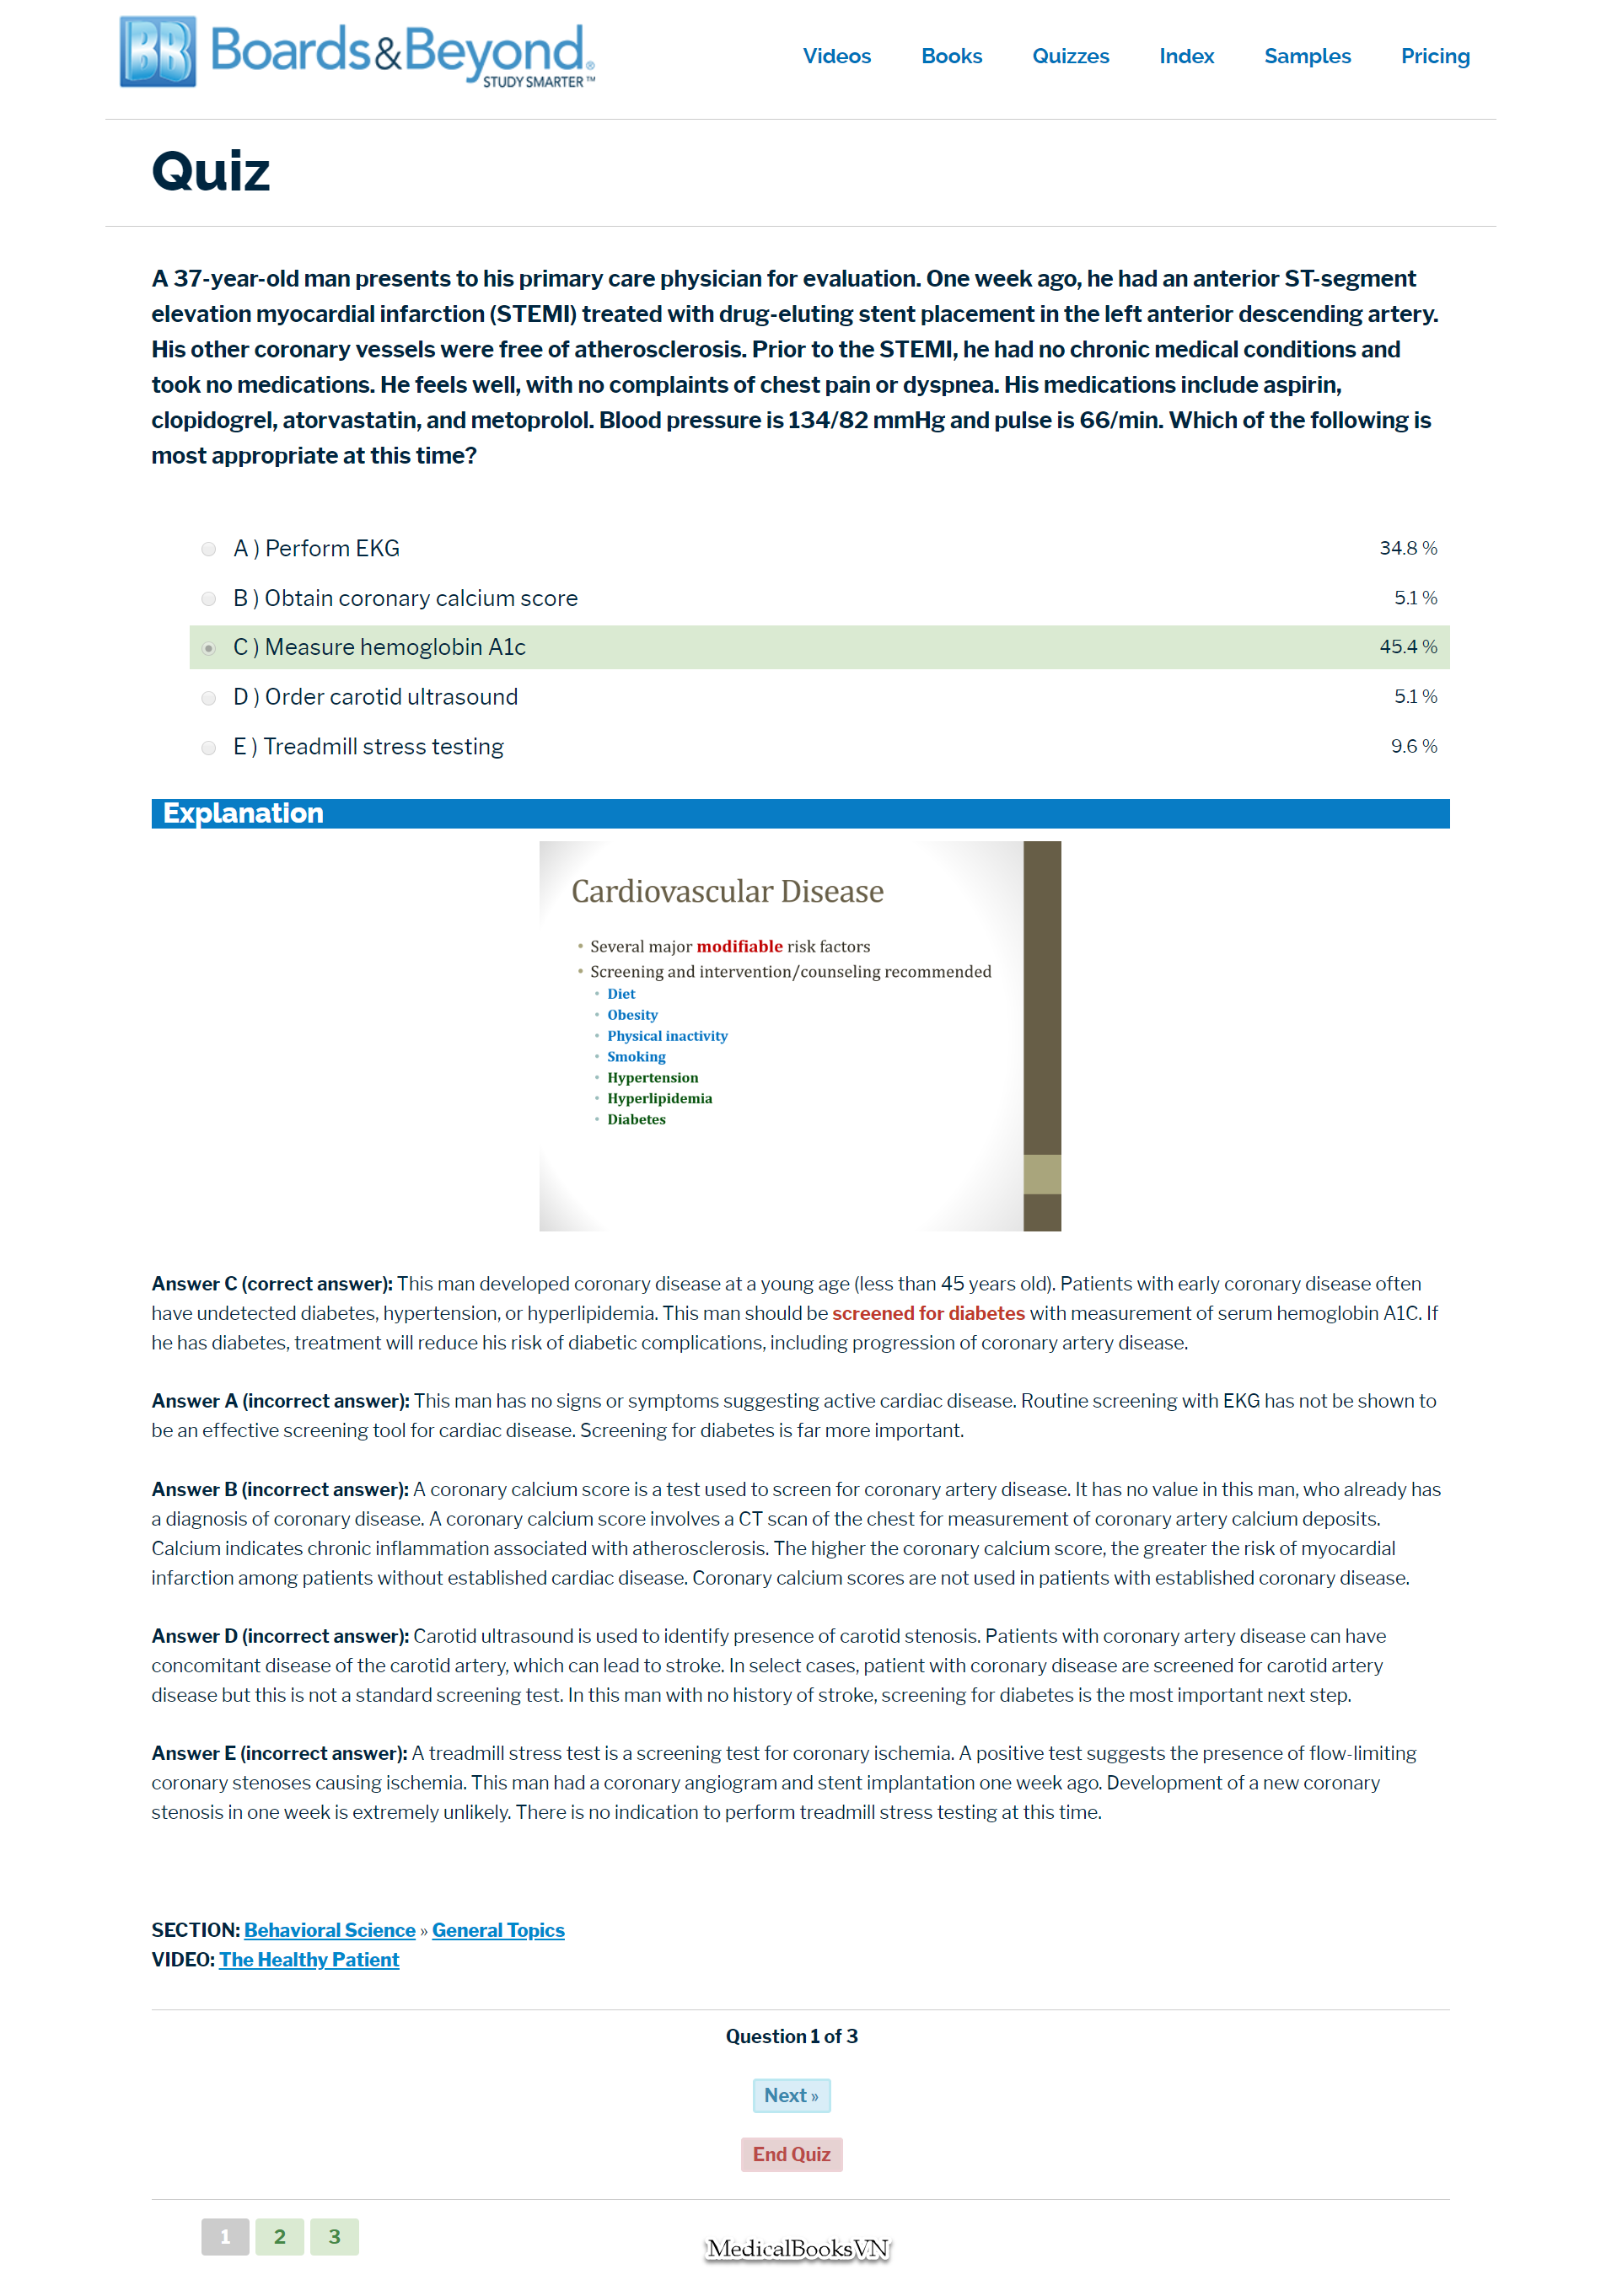 BB Boards&Beyond®
STUDY SMARTER™
Videos Books Quizzes Index Samples Pricing
Quiz
A 37-year-old man presents to his primary care physician for evaluation. One week ago, he had an anterior ST-segment
elevation myocardial infarction (STEMI) treated with drug-eluting stent placement in the left anterior descending artery.
His other coronary vessels were free of atherosclerosis. Prior to the STEMI, he had no chronic medical conditions and
took no medications. He feels well, with no complaints of chest pain or dyspnea. His medications include aspirin,
clopidogrel, atorvastatin, and metoprolol. Blood pressure is 134/82 mmHg and pulse is 66/min. Which of the following is
most appropriate at this time?
A ) Perform EKG 34.8 %
B ) Obtain coronary calcium score 5.1 %
C ) Measure hemoglobin A1c 45.4 %
D ) Order carotid ultrasound 5.1 %
E ) Treadmill stress testing 9.6 %
Explanation
Cardiovascular Disease
• Several major modifiable risk factors
• Screening and intervention/counseling recommended
• Diet
• Obesity
• Physical inactivity
• Smoking
• Hypertension
• Hyperlipidemia
• Diabetes
Answer C (correct answer): This man developed coronary disease at a young age (less than 45 years old). Patients with early coronary disease often
have undetected diabetes, hypertension, or hyperlipidemia. This man should be screened for diabetes with measurement of serum hemoglobin A1C. If
he has diabetes, treatment will reduce his risk of diabetic complications, including progression of coronary artery disease.
Answer A (incorrect answer): This man has no signs or symptoms suggesting active cardiac disease. Routine screening with EKG has not be shown to
be an effective screening tool for cardiac disease. Screening for diabetes is far more important.
Answer B (incorrect answer): A coronary calcium score is a test used to screen for coronary artery disease. It has no value in this man, who already has
a diagnosis of coronary disease. A coronary calcium score involves a CT scan of the chest for measurement of coronary artery calcium deposits.
Calcium indicates chronic inflammation associated with atherosclerosis. The higher the coronary calcium score, the greater the risk of myocardial
infarction among patients without established cardiac disease. Coronary calcium scores are not used in patients with established coronary disease.
Answer D (incorrect answer): Carotid ultrasound is used to identify presence of carotid stenosis. Patients with coronary artery disease can have
concomitant disease of the carotid artery, which can lead to stroke. In select cases, patient with coronary disease are screened for carotid artery
disease but this is not a standard screening test. In this man with no history of stroke, screening for diabetes is the most important next step.
Answer E (incorrect answer): A treadmill stress test is a screening test for coronary ischemia. A positive test suggests the presence of flow-limiting
coronary stenoses causing ischemia. This man had a coronary angiogram and stent implantation one week ago. Development of a new coronary
stenosis in one week is extremely unlikely. There is no indication to perform treadmill stress testing at this time.
SECTION: Behavioral Science » General Topics
VIDEO: The Healthy Patient
Question 1 of 3
Next »
End Quiz
1 2 3
MedicalBooksVN